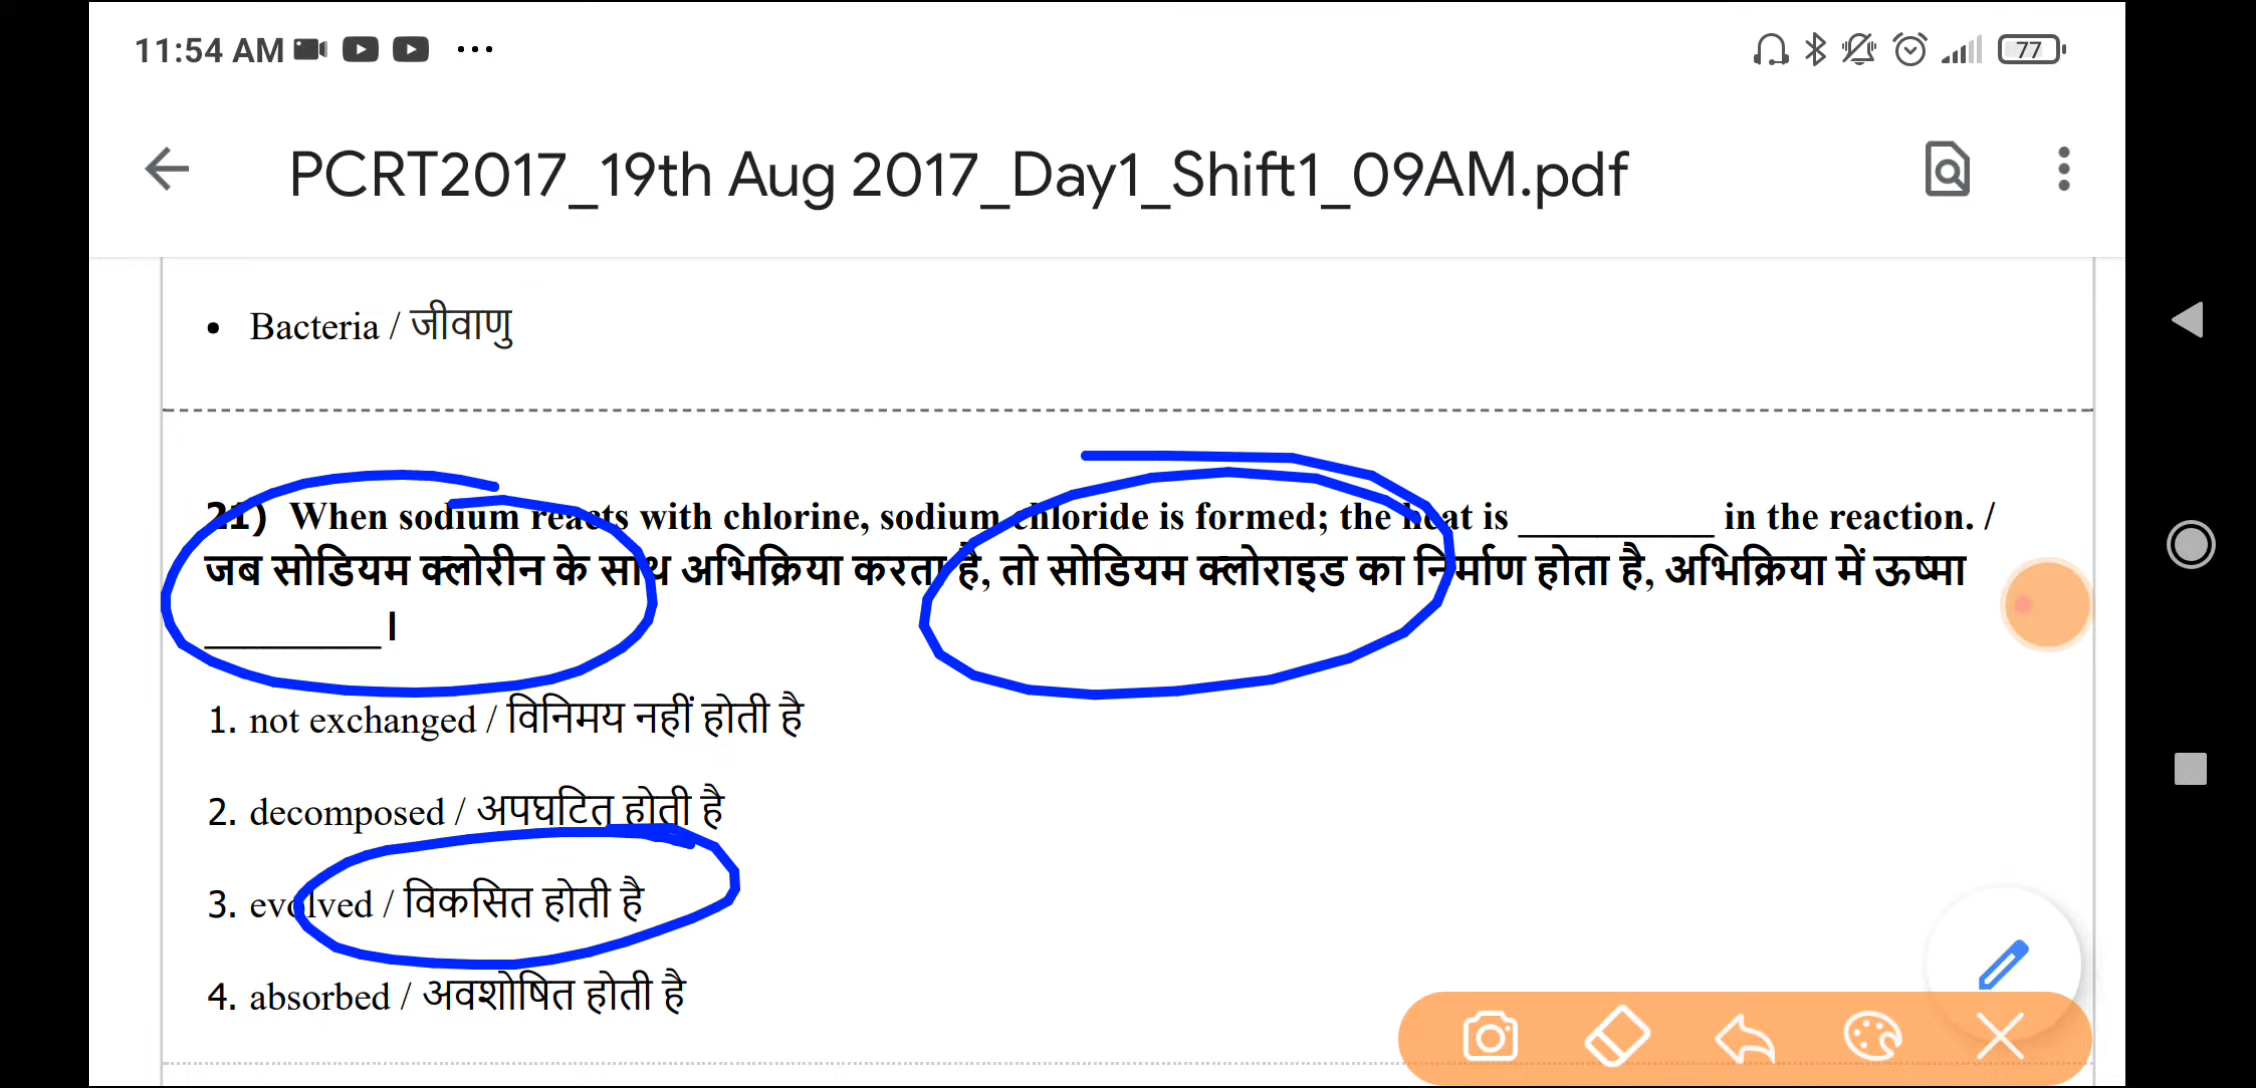 11:54 AM
77
PCRT2017_19th Aug 2017_Day1_Shift1_09AM.pdf
• Bacteria / जीवाणु
21) When sodium reacts with chlorine, sodium chloride is formed; the heat is __________ in the reaction. /
जब सोडियम क्लोरीन के साथ अभिक्रिया करता है, तो सोडियम क्लोराइड का निर्माण होता है, अभिक्रिया में ऊष्मा
_________।
1. not exchanged / विनिमय नहीं होती है
2. decomposed / अपघटित होती है
3. evolved / विकसित होती है
4. absorbed / अवशोषित होती है